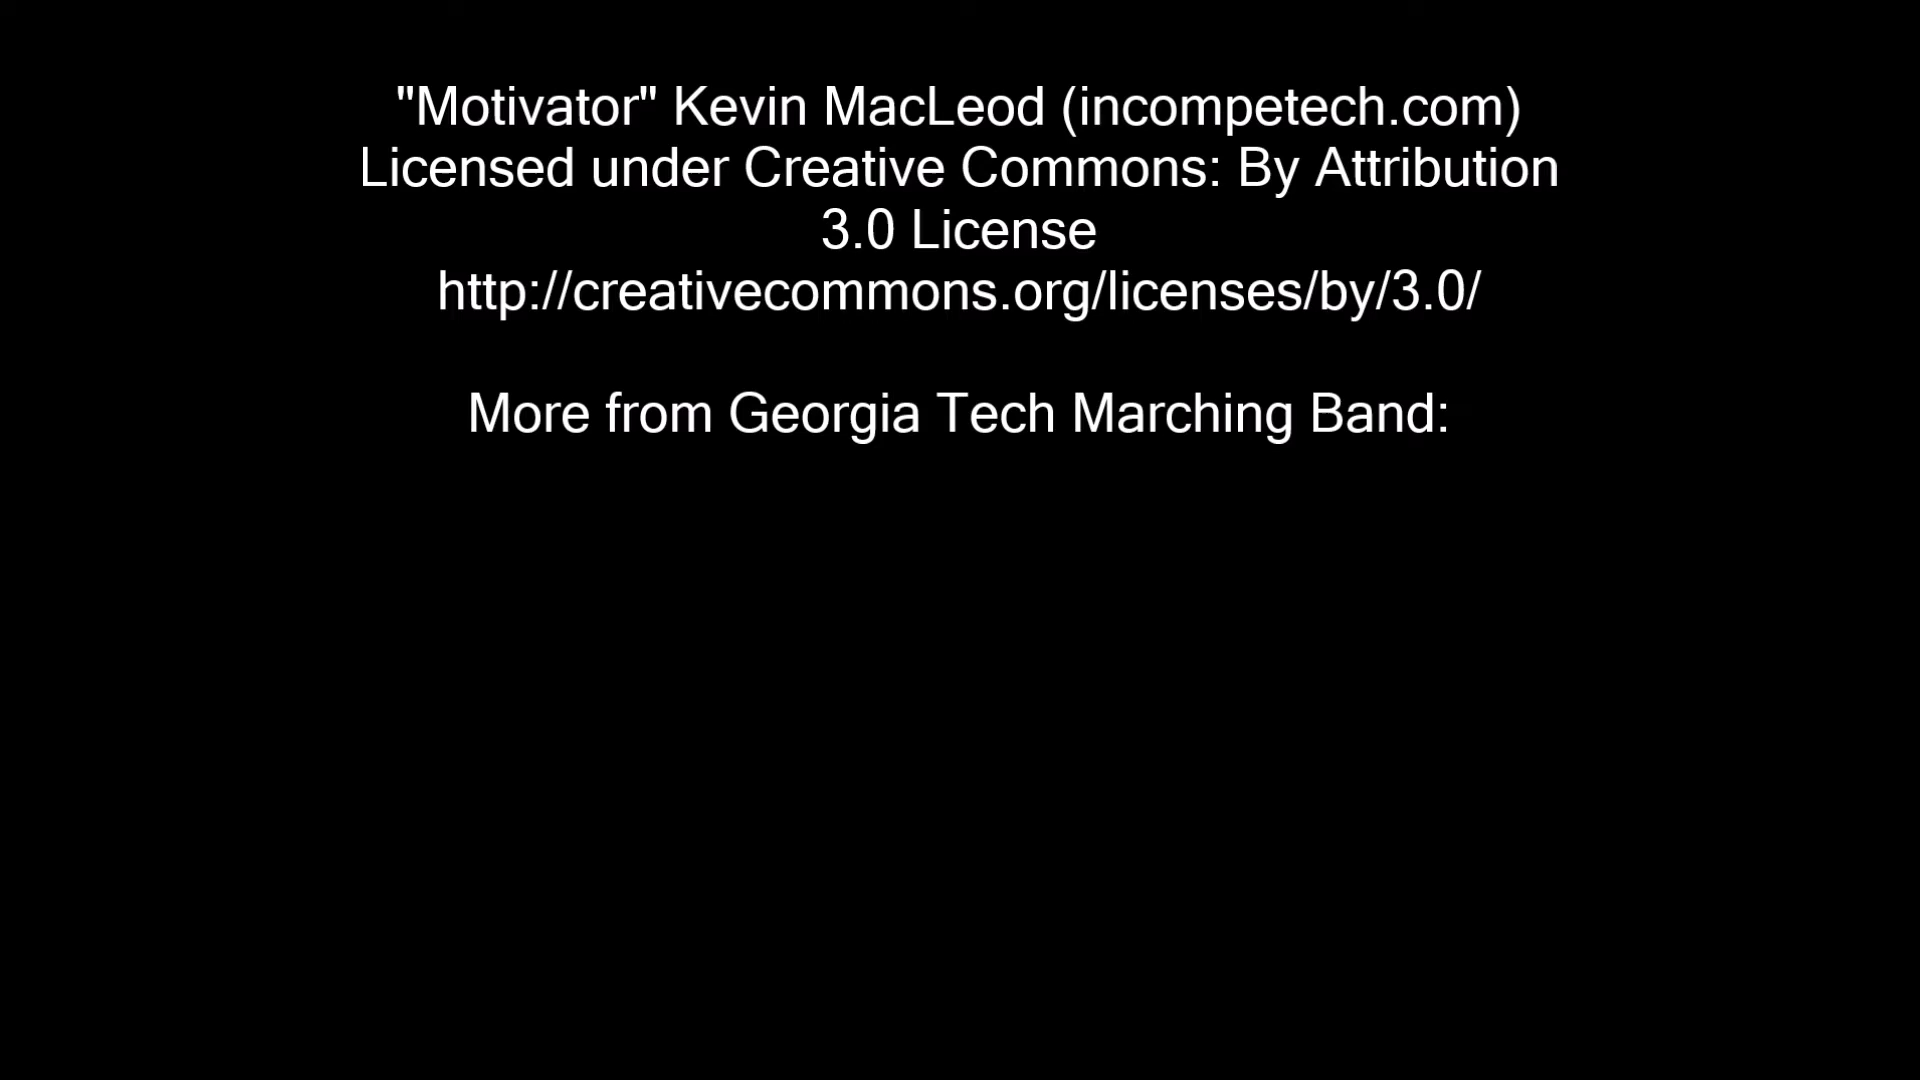 "Motivator" Kevin MacLeod (incompetech.com)
Licensed under Creative Commons: By Attribution
3.0 License
http://creativecommons.org/licenses/by/3.0/
More from Georgia Tech Marching Band: